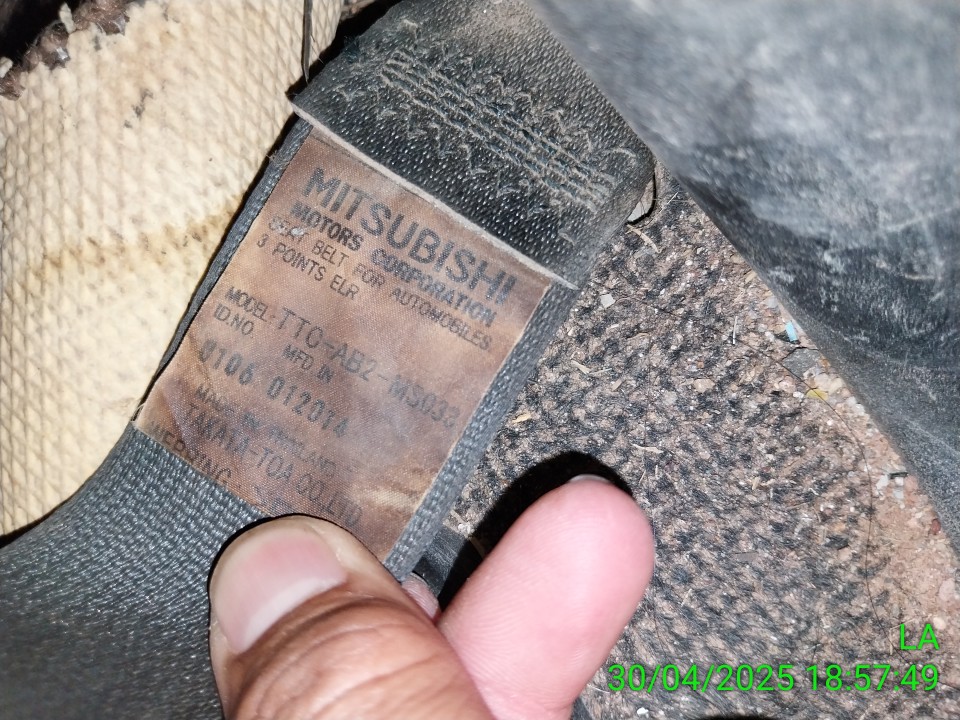 MITSUBISHI
MOTORS CORPORATION
SEAT BELT FOR AUTOMOBILES.
3 POINTS ELR
MODEL-TTC-AB2-MS033
ID.NO MFD IN
0106 012014
MADE BY THAILAND
TAKATA-TOA CO.,LTD
LA
30/04/2025 18:57:49